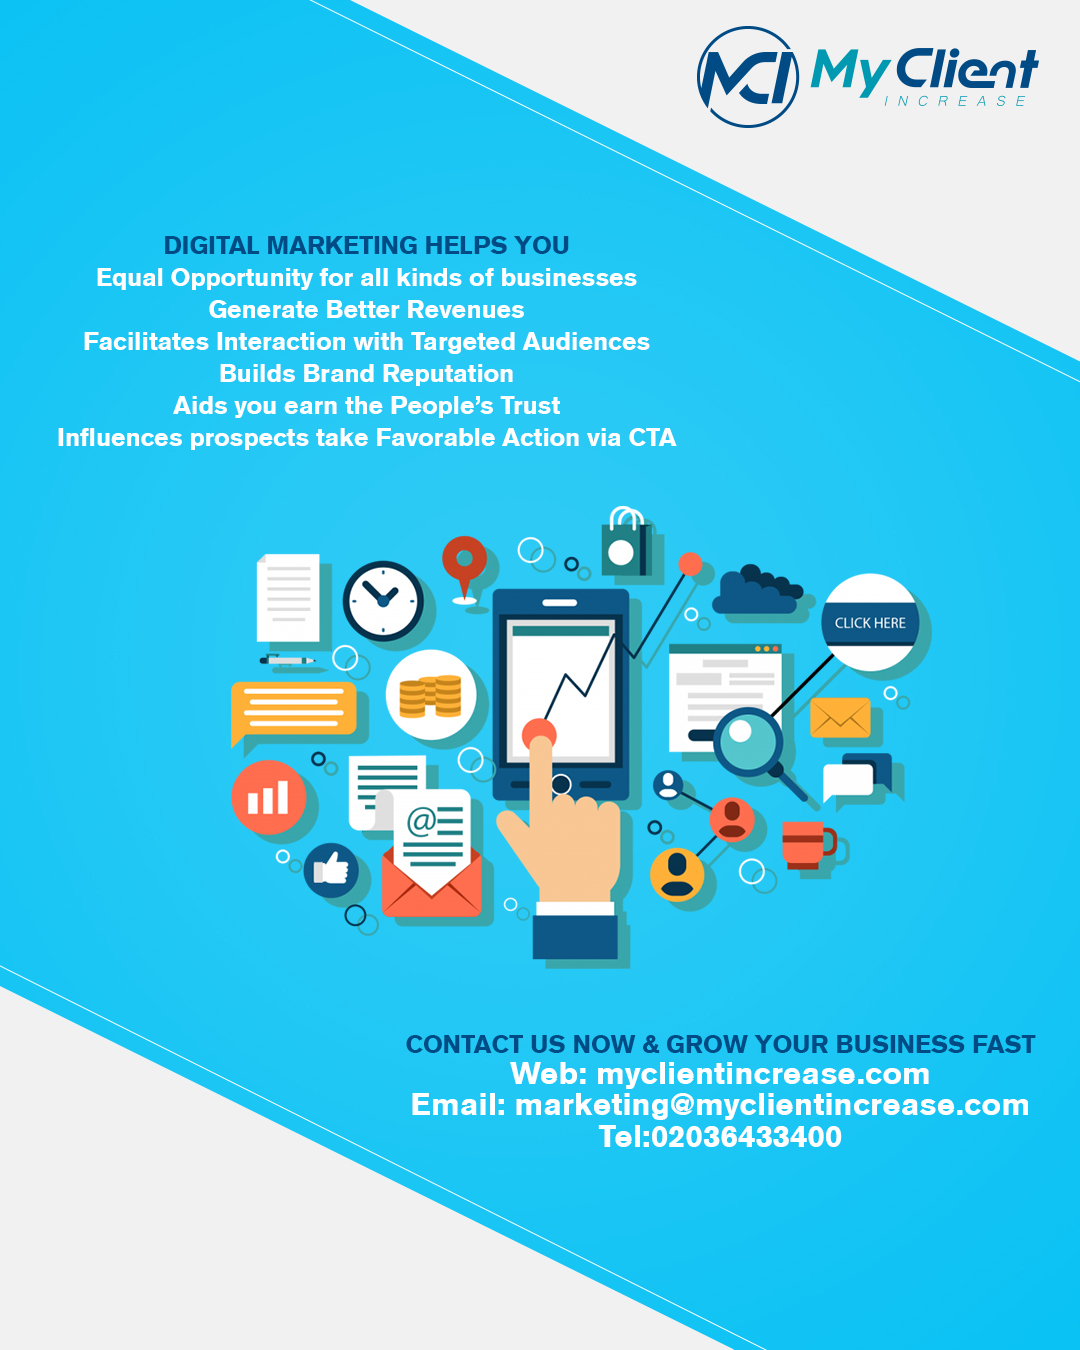 MCI
My Client
INCREASE
DIGITAL MARKETING HELPS YOU
Equal Opportunity for all kinds of businesses
Generate Better Revenues
Facilitates Interaction with Targeted Audiences
Builds Brand Reputation
Aids you earn the People's Trust
Influences prospects take Favorable Action via CTA
CLICK HERE
@
CONTACT US NOW & GROW YOUR BUSINESS FAST
Web: myclientincrease.com
Email: marketing@myclientincrease.com
Tel:02036433400